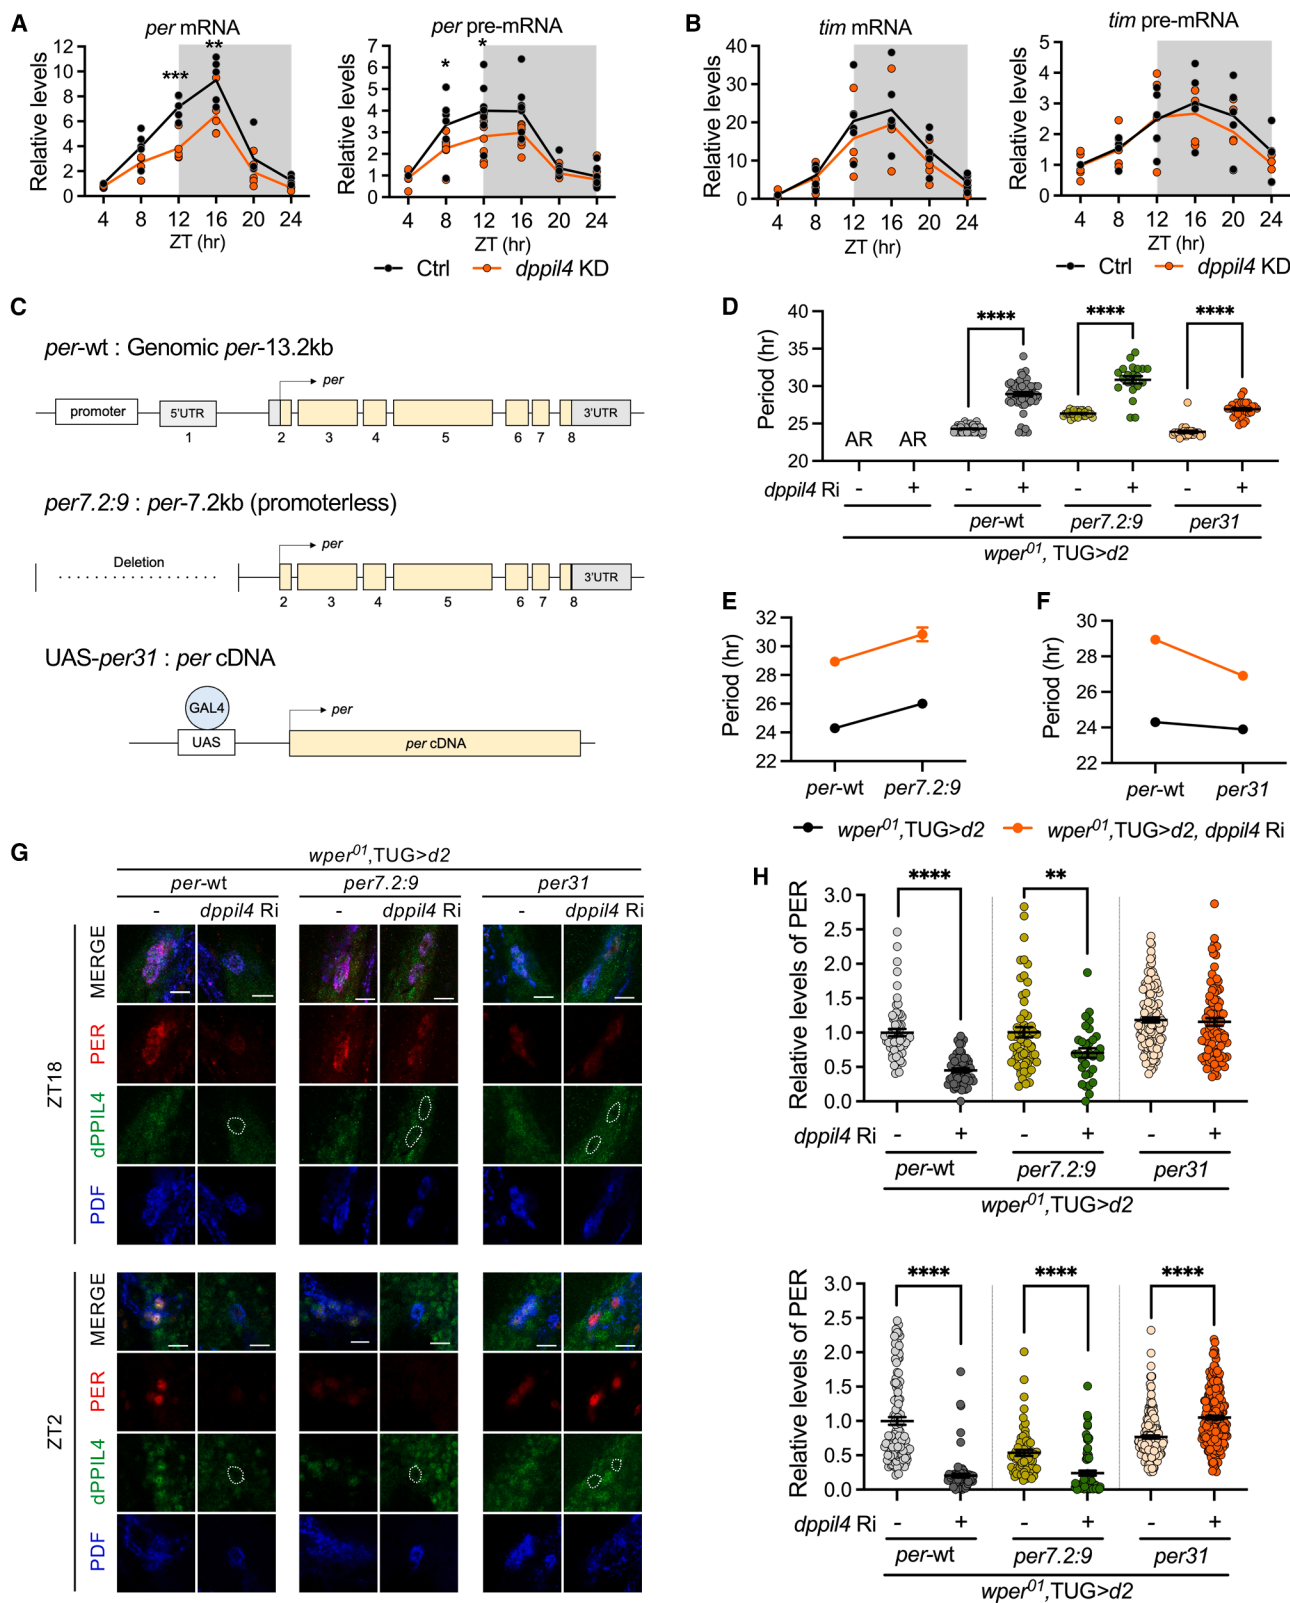 A
per mRNA
Relative levels
12
10
8
6
4
2
0
***
**
4 8 12 16 20 24
ZT (hr)
per pre-mRNA
Relative levels
7
6
5
4
3
2
1
0
*
*
4 8 12 16 20 24
ZT (hr)
Ctrl dppil4 KD
B
tim mRNA
Relative levels
40
30
20
10
0
4 8 12 16 20 24
ZT (hr)
tim pre-mRNA
Relative levels
5
4
3
2
1
0
4 8 12 16 20 24
ZT (hr)
Ctrl dppil4 KD
C
per-wt : Genomic per-13.2kb
per
promoter 5'UTR 3'UTR
1 2 3 4 5 6 7 8
per7.2:9 : per-7.2kb (promoterless)
Deletion
per
3'UTR
2 3 4 5 6 7 8
UAS-per31 : per cDNA
GAL4
UAS
per
per cDNA
D
Period (hr)
40
35
30
25
20
**** **** ****
AR AR
dppil4 Ri - + - + - + - +
per-wt per7.2:9 per31
wper01, TUG>d2
E
Period (hr)
32
30
28
26
24
22
per-wt per7.2:9
F
Period (hr)
30
28
26
24
22
per-wt per31
wper01,TUG>d2 wper01,TUG>d2, dppil4 Ri
G
wper01,TUG>d2
per-wt per7.2:9 per31
- dppil4 Ri - dppil4 Ri - dppil4 Ri
ZT18
MERGE
PER
dPPIL4
PDF
ZT2
MERGE
PER
dPPIL4
PDF
H
Relative levels of PER
3.0
2.5
2.0
1.5
1.0
0.5
0.0
**** **
dppil4 Ri - + - + - +
per-wt per7.2:9 per31
wper01,TUG>d2
Relative levels of PER
3.0
2.5
2.0
1.5
1.0
0.5
0.0
**** **** ****
dppil4 Ri - + - + - +
per-wt per7.2:9 per31
wper01,TUG>d2